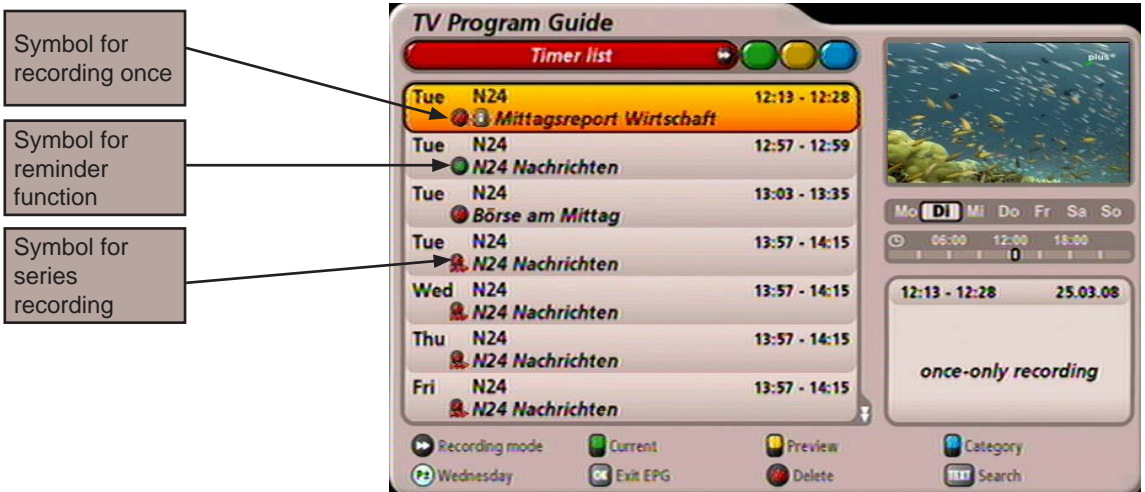 Symbol for
recording once
Symbol for
reminder
function
Symbol for
series
recording
TV Program Guide
Timer list
Tue N24 12:13 - 12:28
Mittagsreport Wirtschaft
Tue N24 12:57 - 12:59
N24 Nachrichten
Tue N24 13:03 - 13:35
Börse am Mittag
Tue N24 13:57 - 14:15
N24 Nachrichten
Wed N24 13:57 - 14:15
N24 Nachrichten
Thu N24 13:57 - 14:15
N24 Nachrichten
Fri N24 13:57 - 14:15
N24 Nachrichten
plus
Mo Di Mi Do Fr Sa So
06:00 12:00 18:00
12:13 - 12:28 25.03.08
once-only recording
Recording mode Current Preview Category
P± Wednesday OK Exit EPG Delete TEXT Search